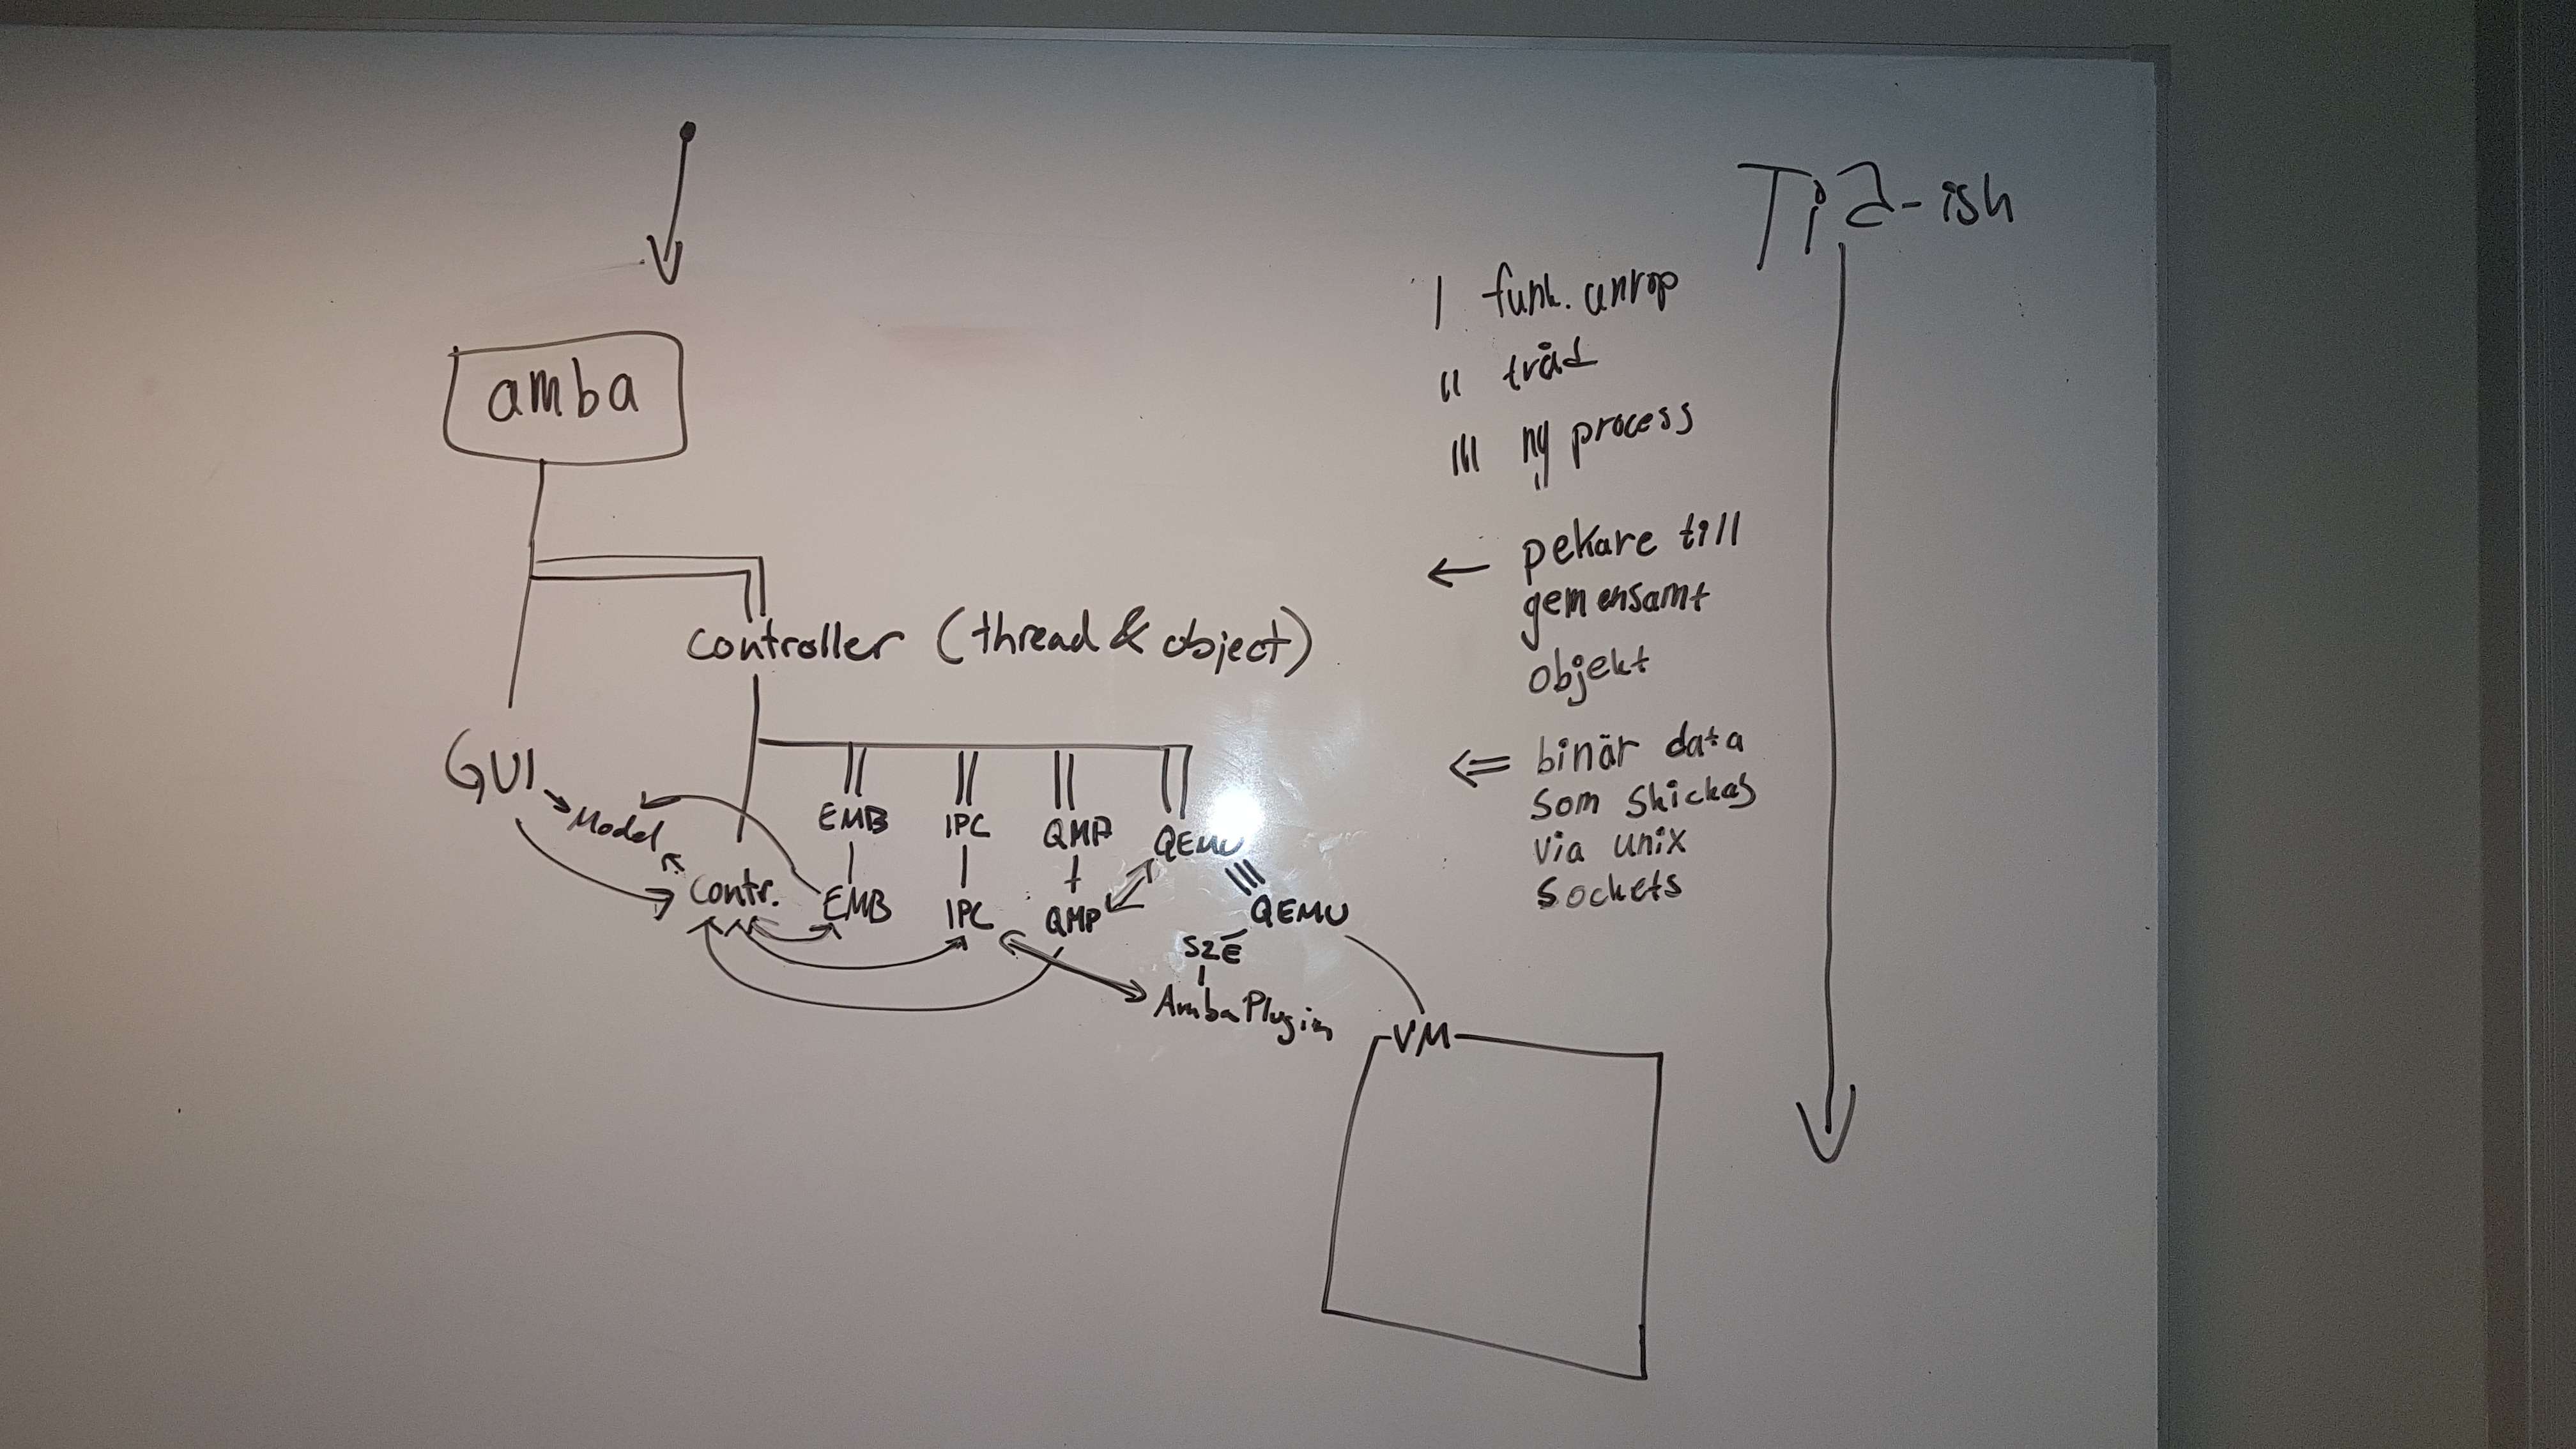 Tid-ish
amba
| funk. anrop
|| tråd
||| ny process
← pekare till
gemensamt
objekt
controller (thread & object)
⇐ binär data
som skickas
via unix
sockets
GUI
Model
EMB
IPC
QMP
QEMU
Contr.
EMB
IPC
QMP
QEMU
S2E
AmbaPlugin
VM